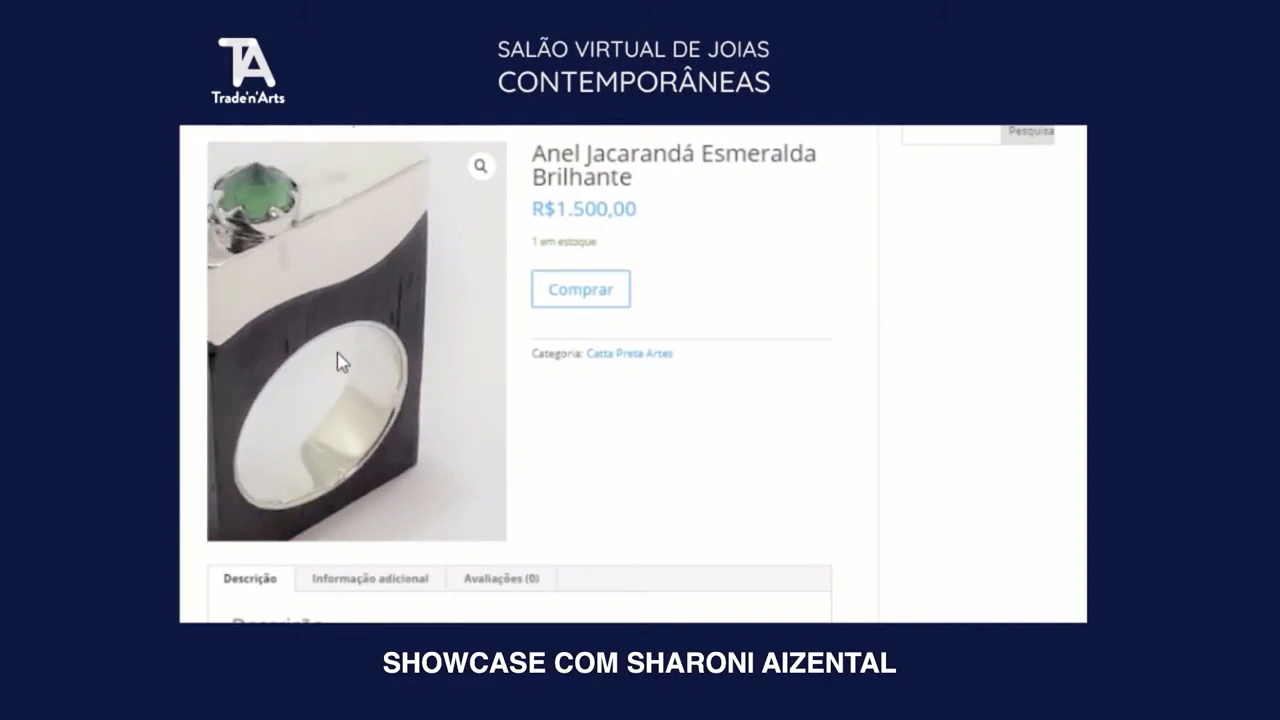 TA
Trade'n'Arts
SALÃO VIRTUAL DE JOIAS
CONTEMPORÂNEAS
Pesquisa
Anel Jacarandá Esmeralda
Brilhante
R$1.500,00
1 em estoque
Comprar
Categoria: Catta Preta Artes
Descrição
Informação adicional
Avaliações (0)
Descrição
SHOWCASE COM SHARONI AIZENTAL